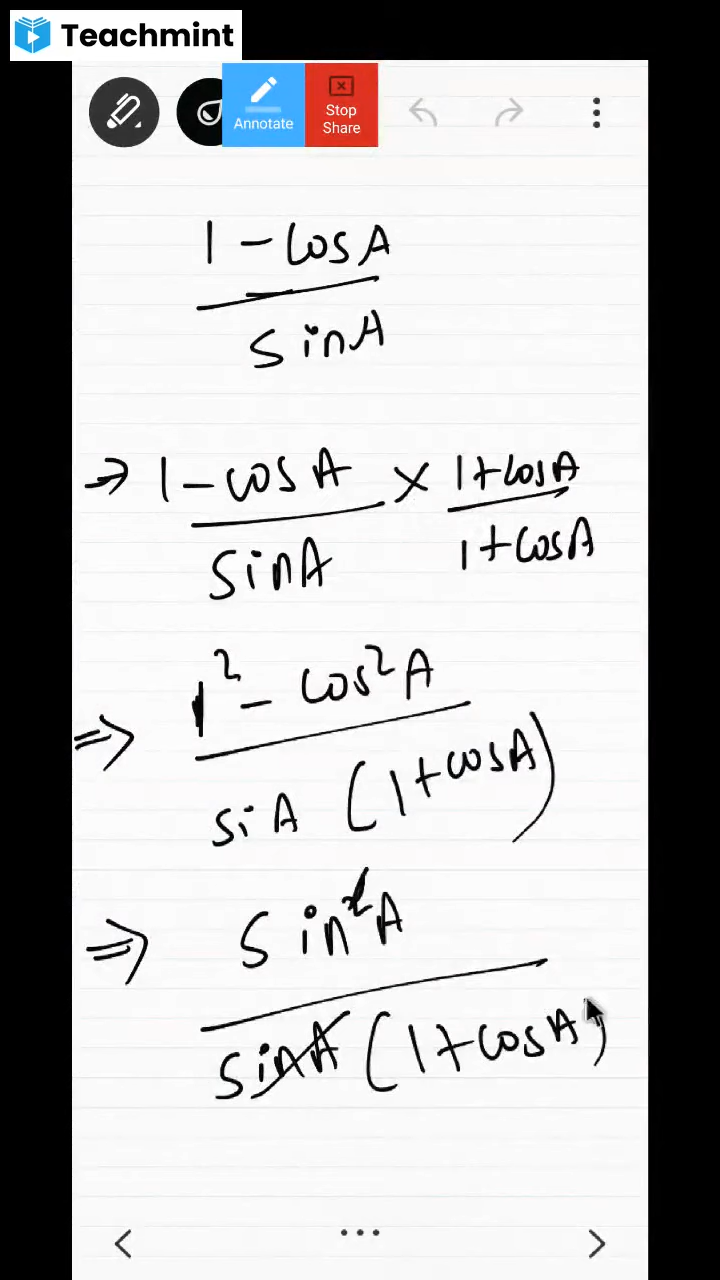 Teachmint
Annotate
Stop
Share
1 - cosA
sinA
⇒ 1 - cosA × 1+cosA
sinA 1+cosA
⇒ 1² - cos²A
siA (1+cosA)
⇒ sin²A
sinA (1+cosA)